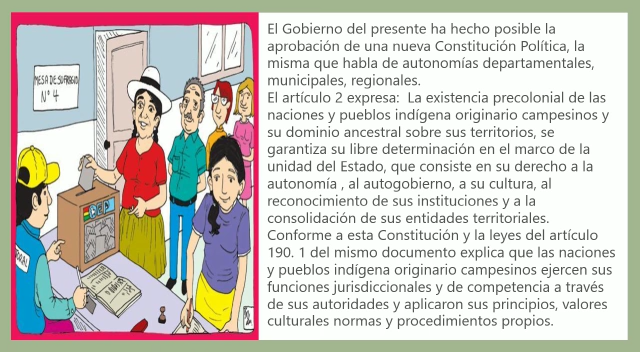 MESA DE SUFRAGIO
N° 4
El Gobierno del presente ha hecho posible la
aprobación de una nueva Constitución Política, la
misma que habla de autonomías departamentales,
municipales, regionales.
El artículo 2 expresa: La existencia precolonial de las
naciones y pueblos indígena originario campesinos y
su dominio ancestral sobre sus territorios, se
garantiza su libre determinación en el marco de la
unidad del Estado, que consiste en su derecho a la
autonomía , al autogobierno, a su cultura, al
reconocimiento de sus instituciones y a la
consolidación de sus entidades territoriales.
Conforme a esta Constitución y la leyes del artículo
190. 1 del mismo documento explica que las naciones
y pueblos indígena originario campesinos ejercen sus
funciones jurisdiccionales y de competencia a través
de sus autoridades y aplicaron sus principios, valores
culturales normas y procedimientos propios.